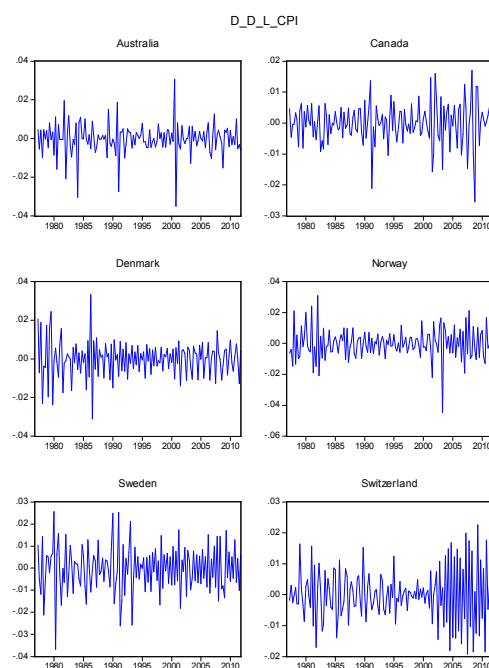 D_D_L_CPI
Australia Canada
.04 .02
.02 .01
.00 .00
-.02 -.01
-.02
-.04 -.03
1980 1985 1990 1995 2000 2005 2010 1980 1985 1990 1995 2000 2005 2010
Denmark Norway
.04 .04
.02 .02
.00 .00
-.02
-.02 -.04
-.04 -.06
1980 1985 1990 1995 2000 2005 2010 1980 1985 1990 1995 2000 2005 2010
Sweden Switzerland
.03 .03
.02
.01 .02
.00 .01
-.01 .00
-.02
-.03 -.01
-.04 -.02
1980 1985 1990 1995 2000 2005 2010 1980 1985 1990 1995 2000 2005 2010